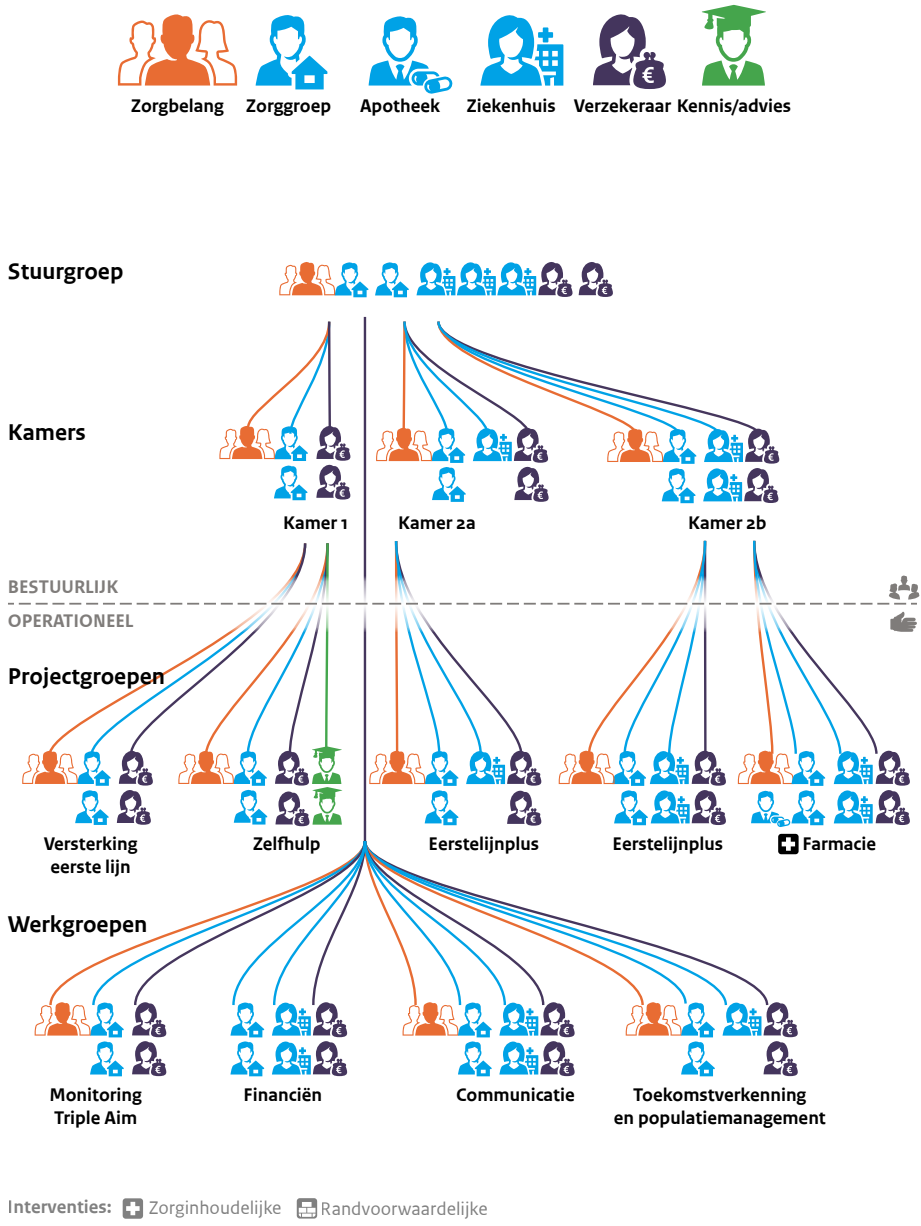 Zorgbelang Zorggroep Apotheek Ziekenhuis Verzekeraar Kennis/advies
Stuurgroep
Kamers
Kamer 1 Kamer 2a Kamer 2b
BESTUURLIJK
OPERATIONEEL
Projectgroepen
Versterking
eerste lijn
Zelfhulp
Eerstelijnplus
Eerstelijnplus
Farmacie
Werkgroepen
Monitoring
Triple Aim
Financiën
Communicatie
Toekomstverkenning
en populatiemanagement
Interventies: Zorginhoudelijke Randvoorwaardelijke